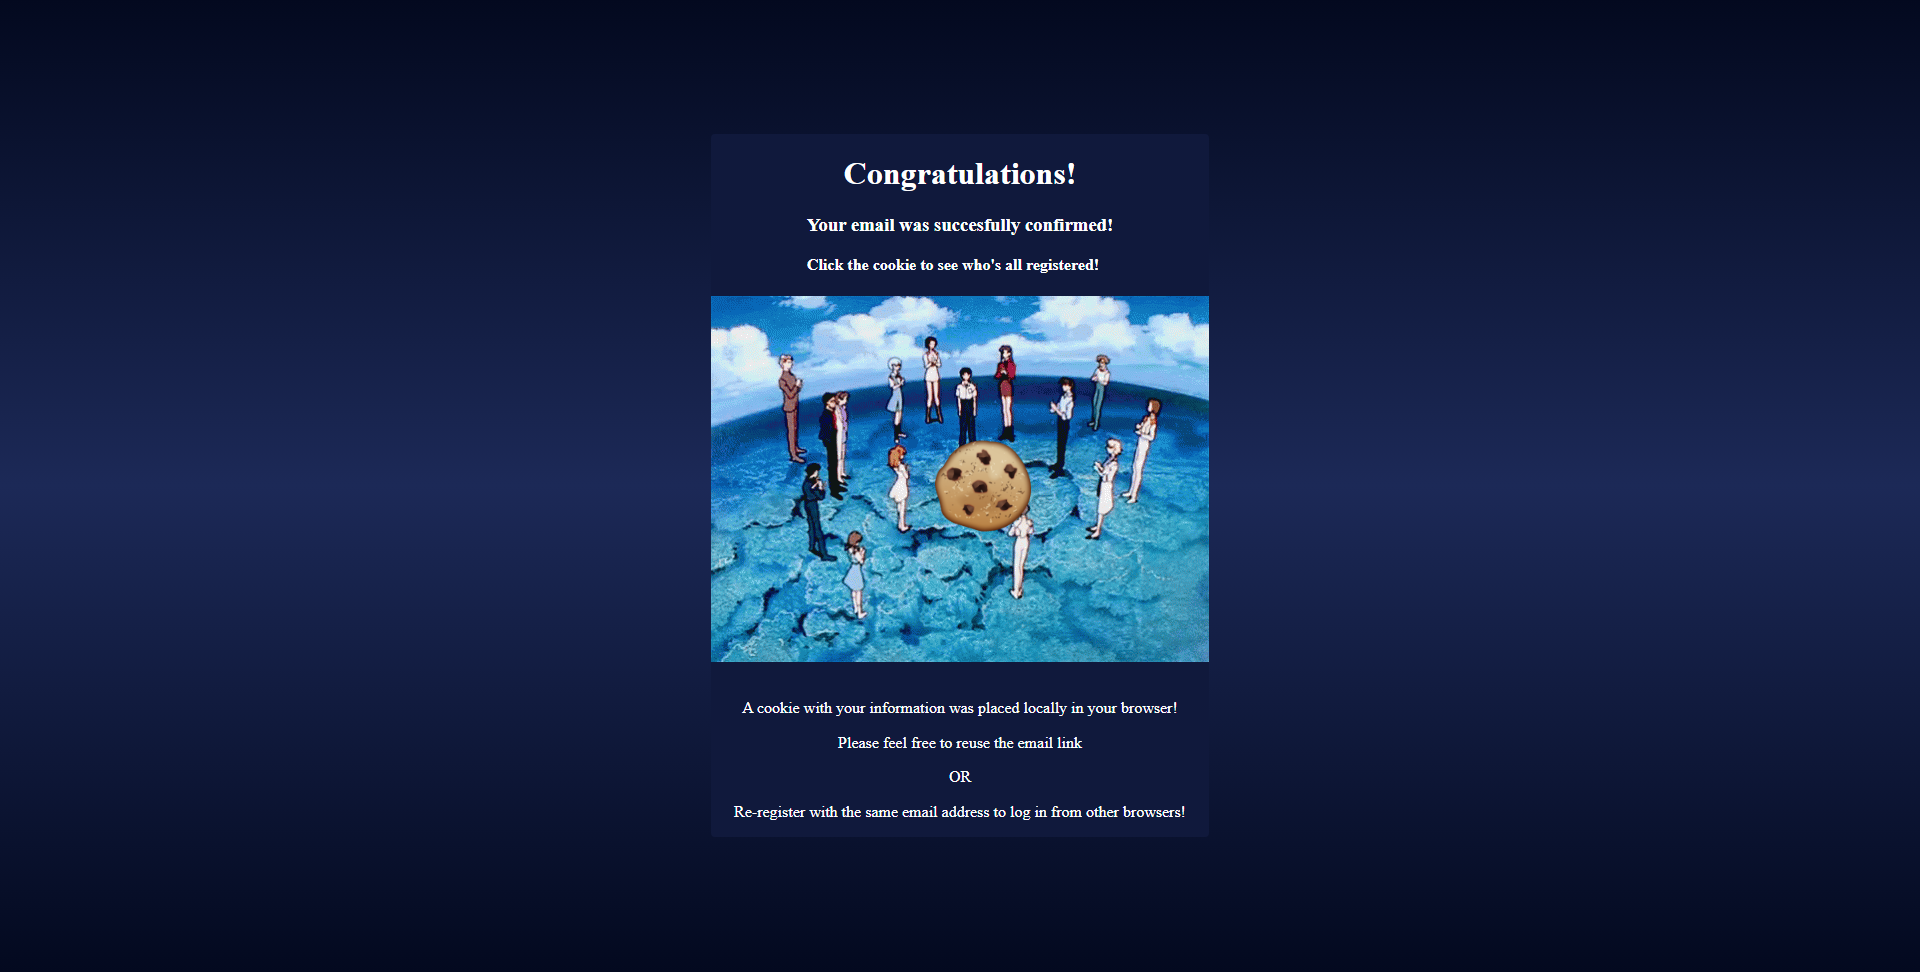 Congratulations!
Your email was succesfully confirmed!
Click the cookie to see who's all registered!
A cookie with your information was placed locally in your browser!
Please feel free to reuse the email link
OR
Re-register with the same email address to log in from other browsers!